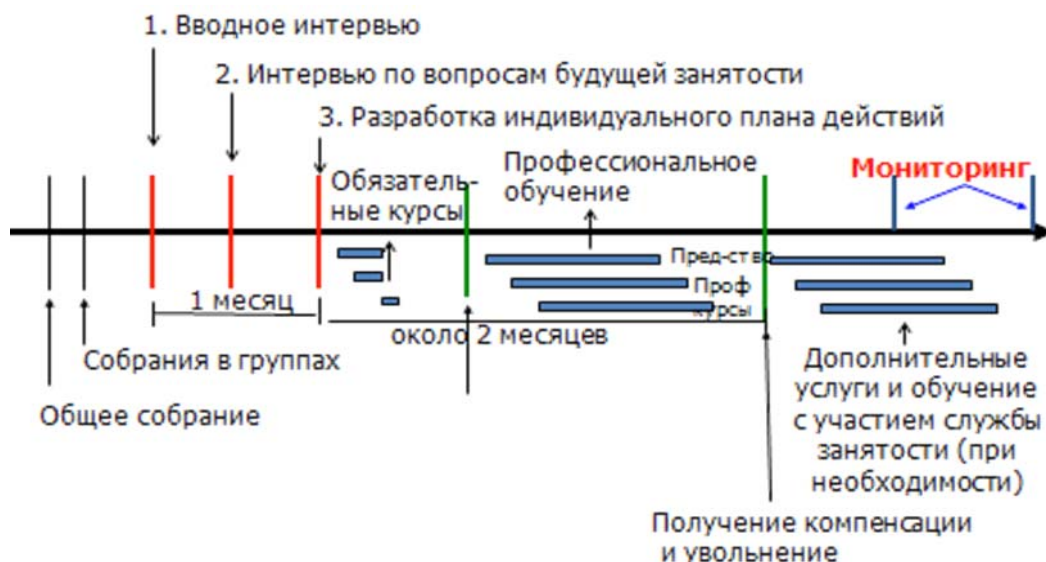 1. Вводное интервью
2. Интервью по вопросам будущей занятости
3. Разработка индивидуального плана действий
Обязатель-
ные курсы
Профессиональное
обучение
Мониторинг
Пред-ство
Проф
курсы
1 месяц
около 2 месяцев
Собрания в группах
Общее собрание
Дополнительные
услуги и обучение
с участием службы
занятости (при
необходимости)
Получение компенсации
и увольнение